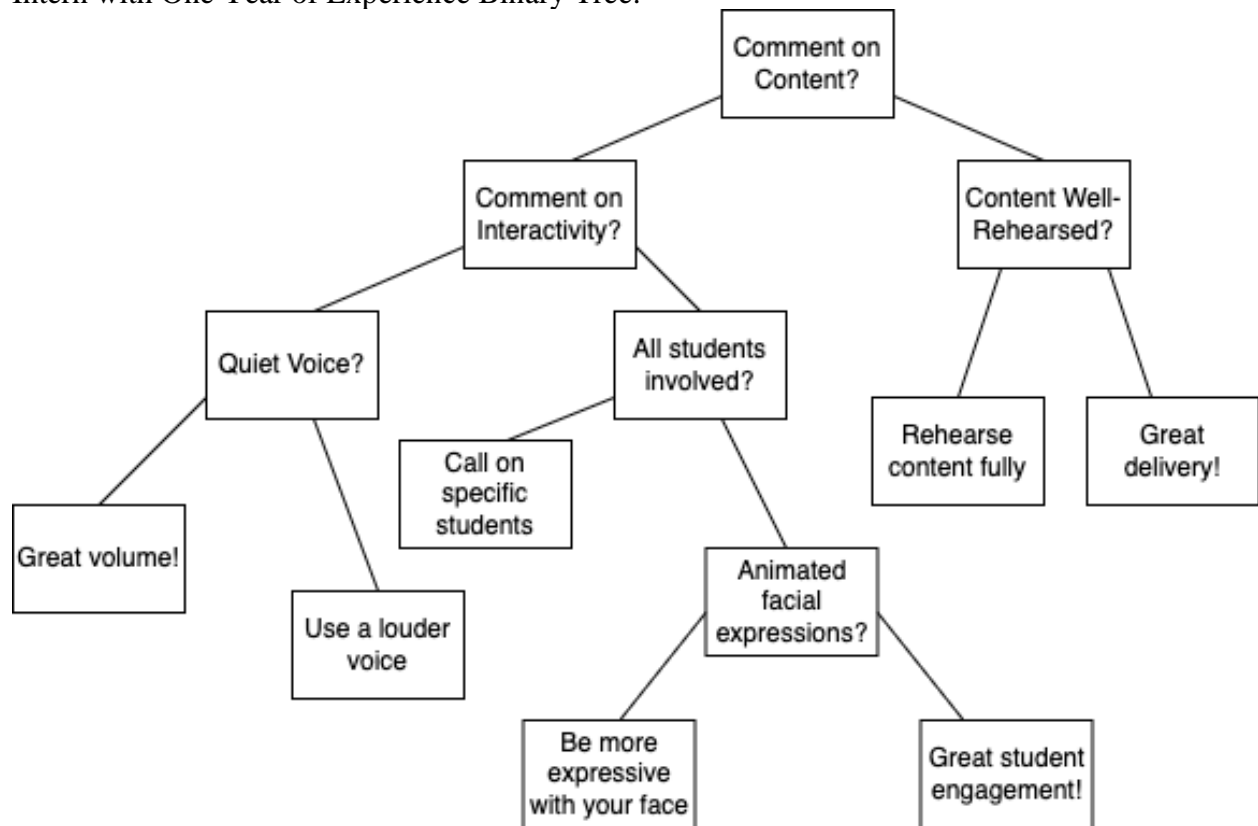 Intern with One Year of Experience Binary Tree:
Comment on
Content?
Comment on
Interactivity?
Content Well-
Rehearsed?
Quiet Voice?
All students
involved?
Rehearse
content fully
Great
delivery!
Call on
specific
students
Great volume!
Animated
facial
expressions?
Use a louder
voice
Be more
expressive
with your face
Great student
engagement!